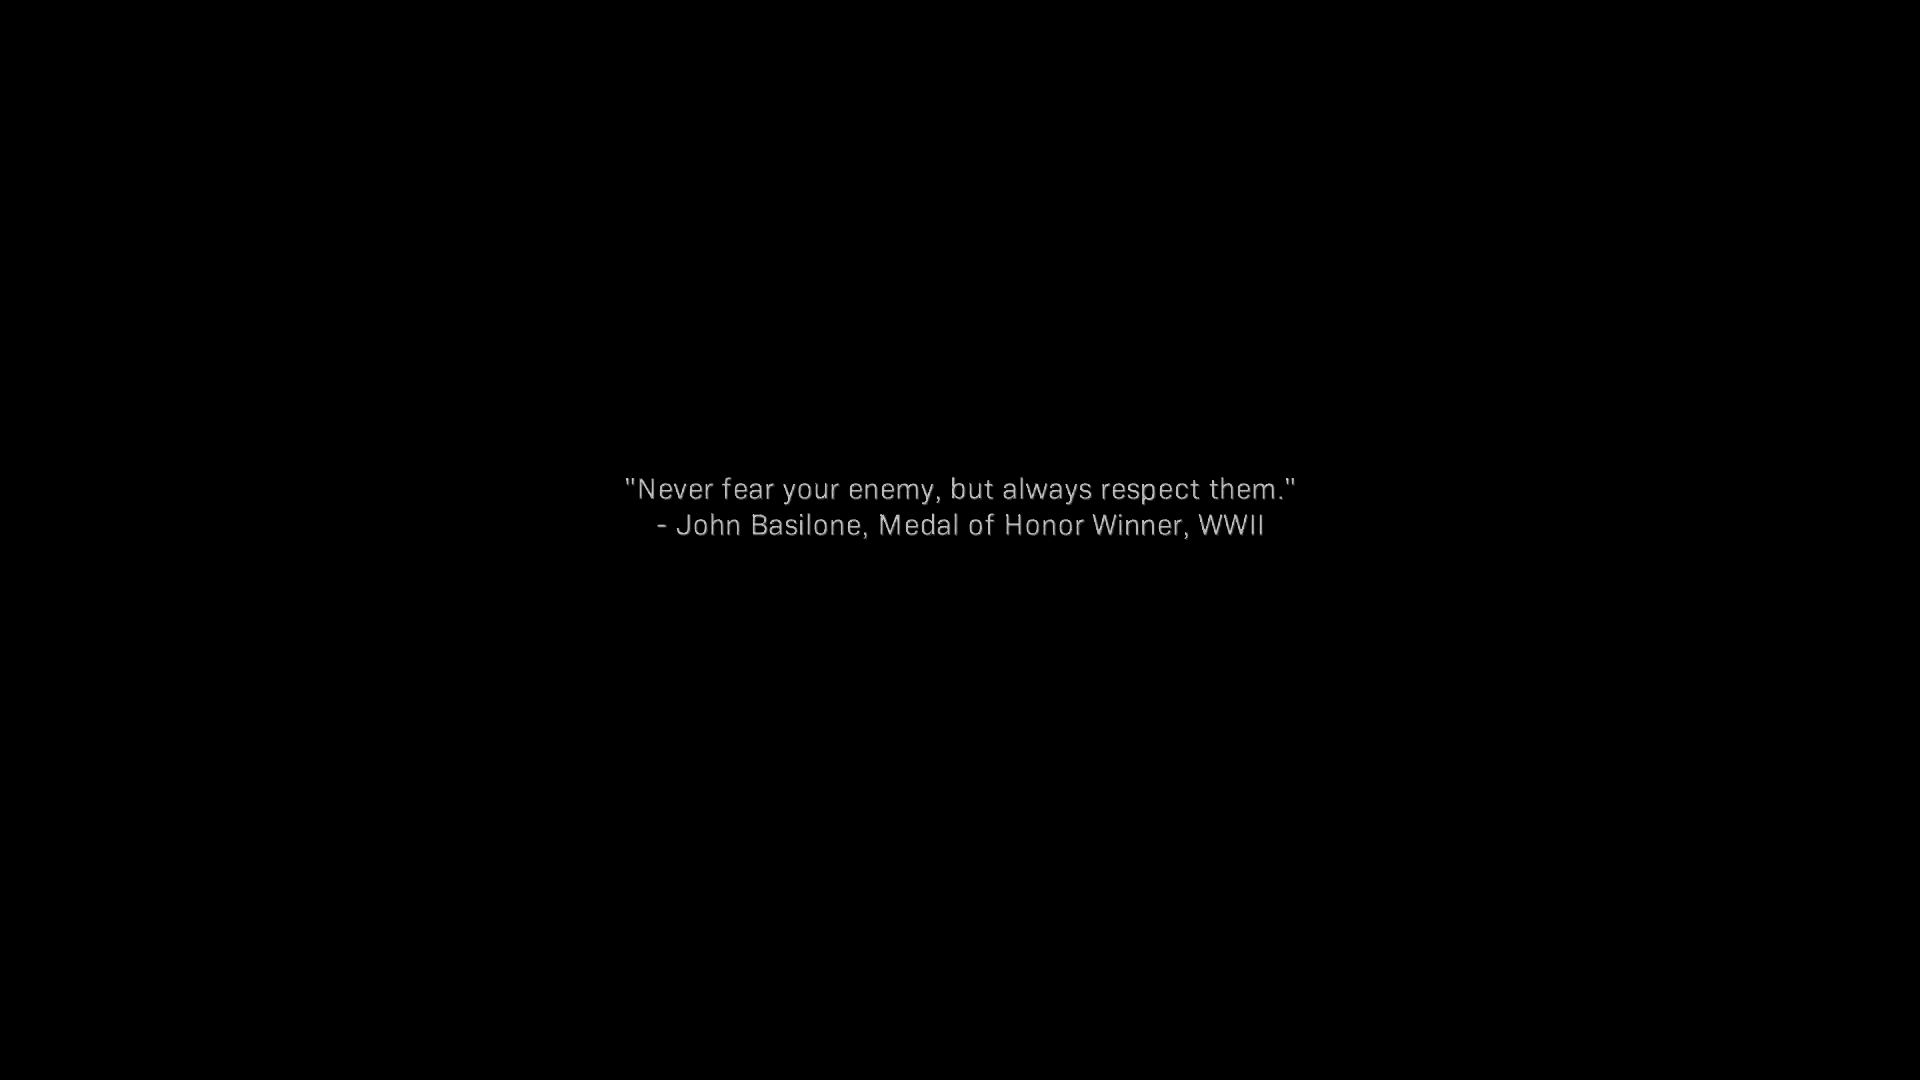 "Never fear your enemy, but always respect them."
- John Basilone, Medal of Honor Winner, WWII